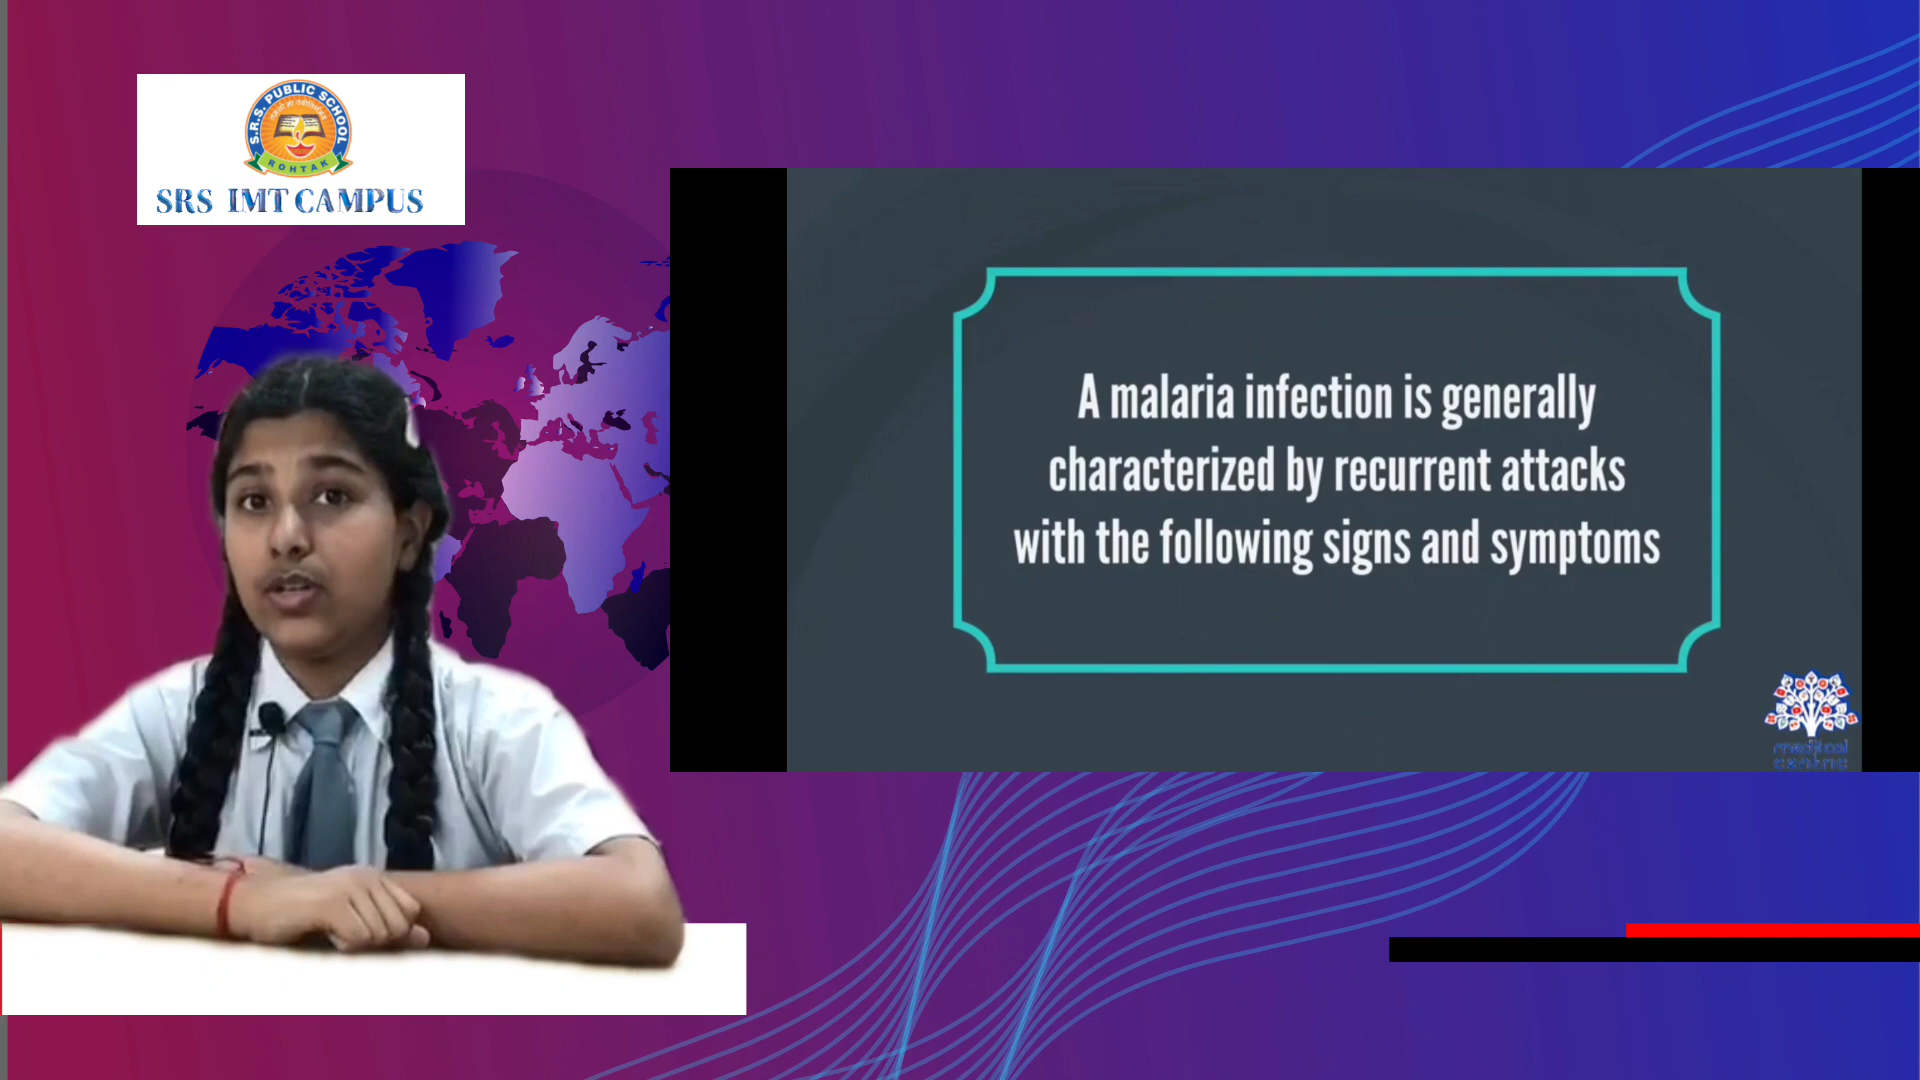 S.R.S. PUBLIC SCHOOL
ROHTAK
SRS IMT CAMPUS
A malaria infection is generally
characterized by recurrent attacks
with the following signs and symptoms